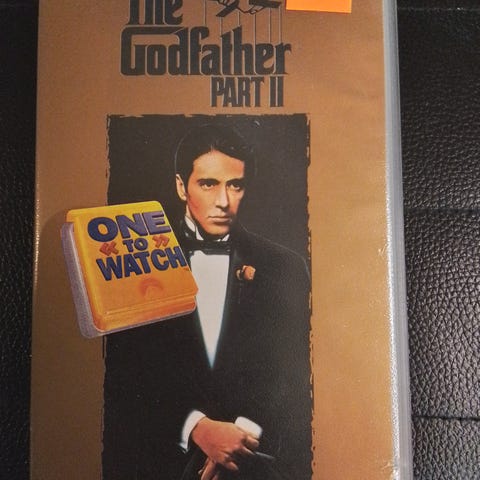 The
Godfather
PART II
ONE
« TO »
WATCH